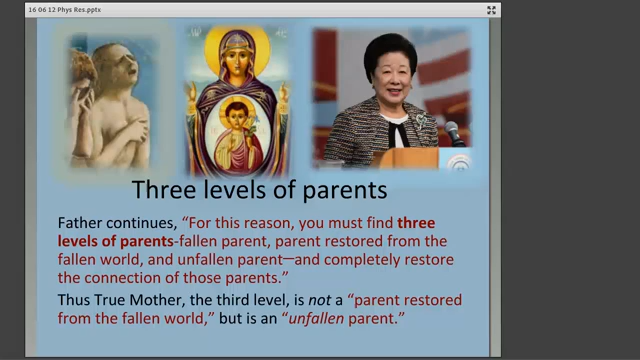 16 06 12 Phys Res.pptx
Three levels of parents
Father continues, “For this reason, you must find three
levels of parents-fallen parent, parent restored from the
fallen world, and unfallen parent—and completely restore
the connection of those parents.”
Thus True Mother, the third level, is not a “parent restored
from the fallen world,” but is an “unfallen parent.”